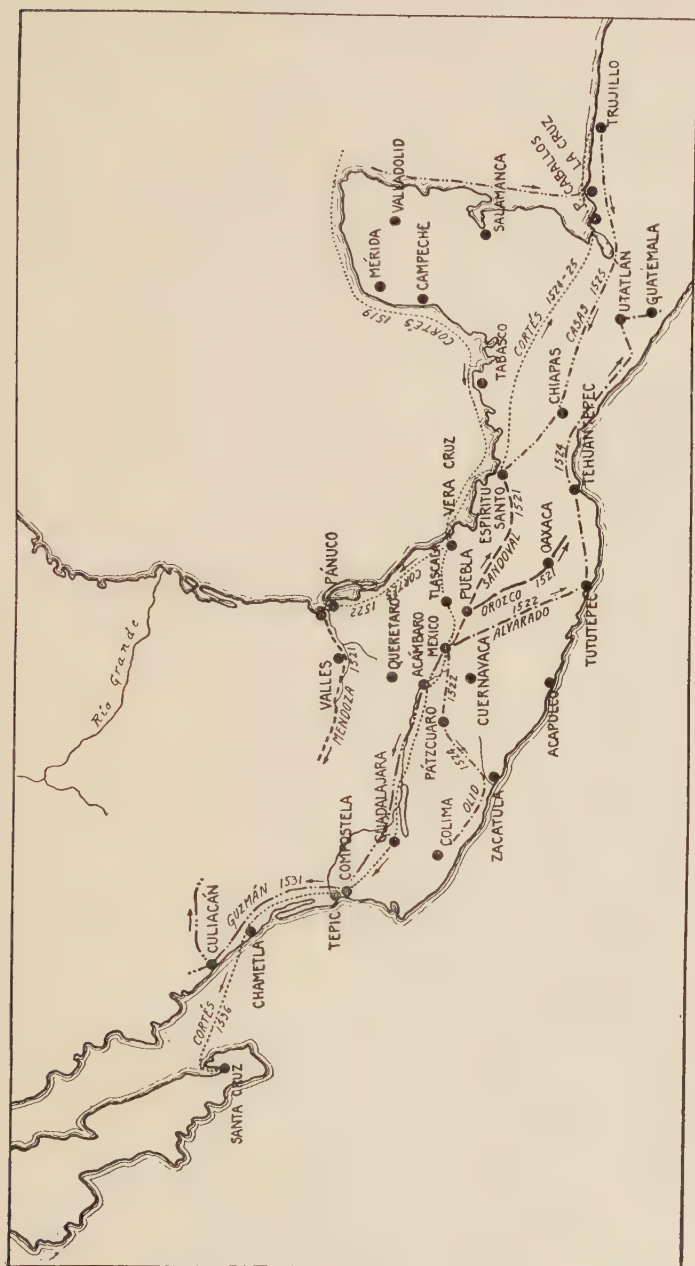 Rio Grande
PÁNUCO
VALLES
MENDOZA 1521
CORTÉS 1522
QUERETARO
ACÁMBARO
MEXICO
TLASCALA
VERA CRUZ
PUEBLA
ESPIRITU
SANTO
SANDOVAL 1521
OROZCO
1521
OAXACA
1522
ALVARADO
CUERNAVACA
1322
PÁTZCUARO
ACAPULCO
TUTUTEPEC
TEHUANTEPEC
1524
ZACATULA
OLID
COLIMA
GUADALAJARA
COMPOSTELA
TEPIC
GUZMÁN 1531
CULIACÁN
CHAMETLA
CORTÉS
1536
SANTA CRUZ
CORTÉS 1519
MÉRIDA
VALLADOLID
CAMPECHE
SALAMANCA
TABASCO
CORTÉS 1524-25
CASAS 1525
CHIAPAS
UTATLÁN
GUATEMALA
P. CABALLOS
LA CRUZ
TRUJILLO